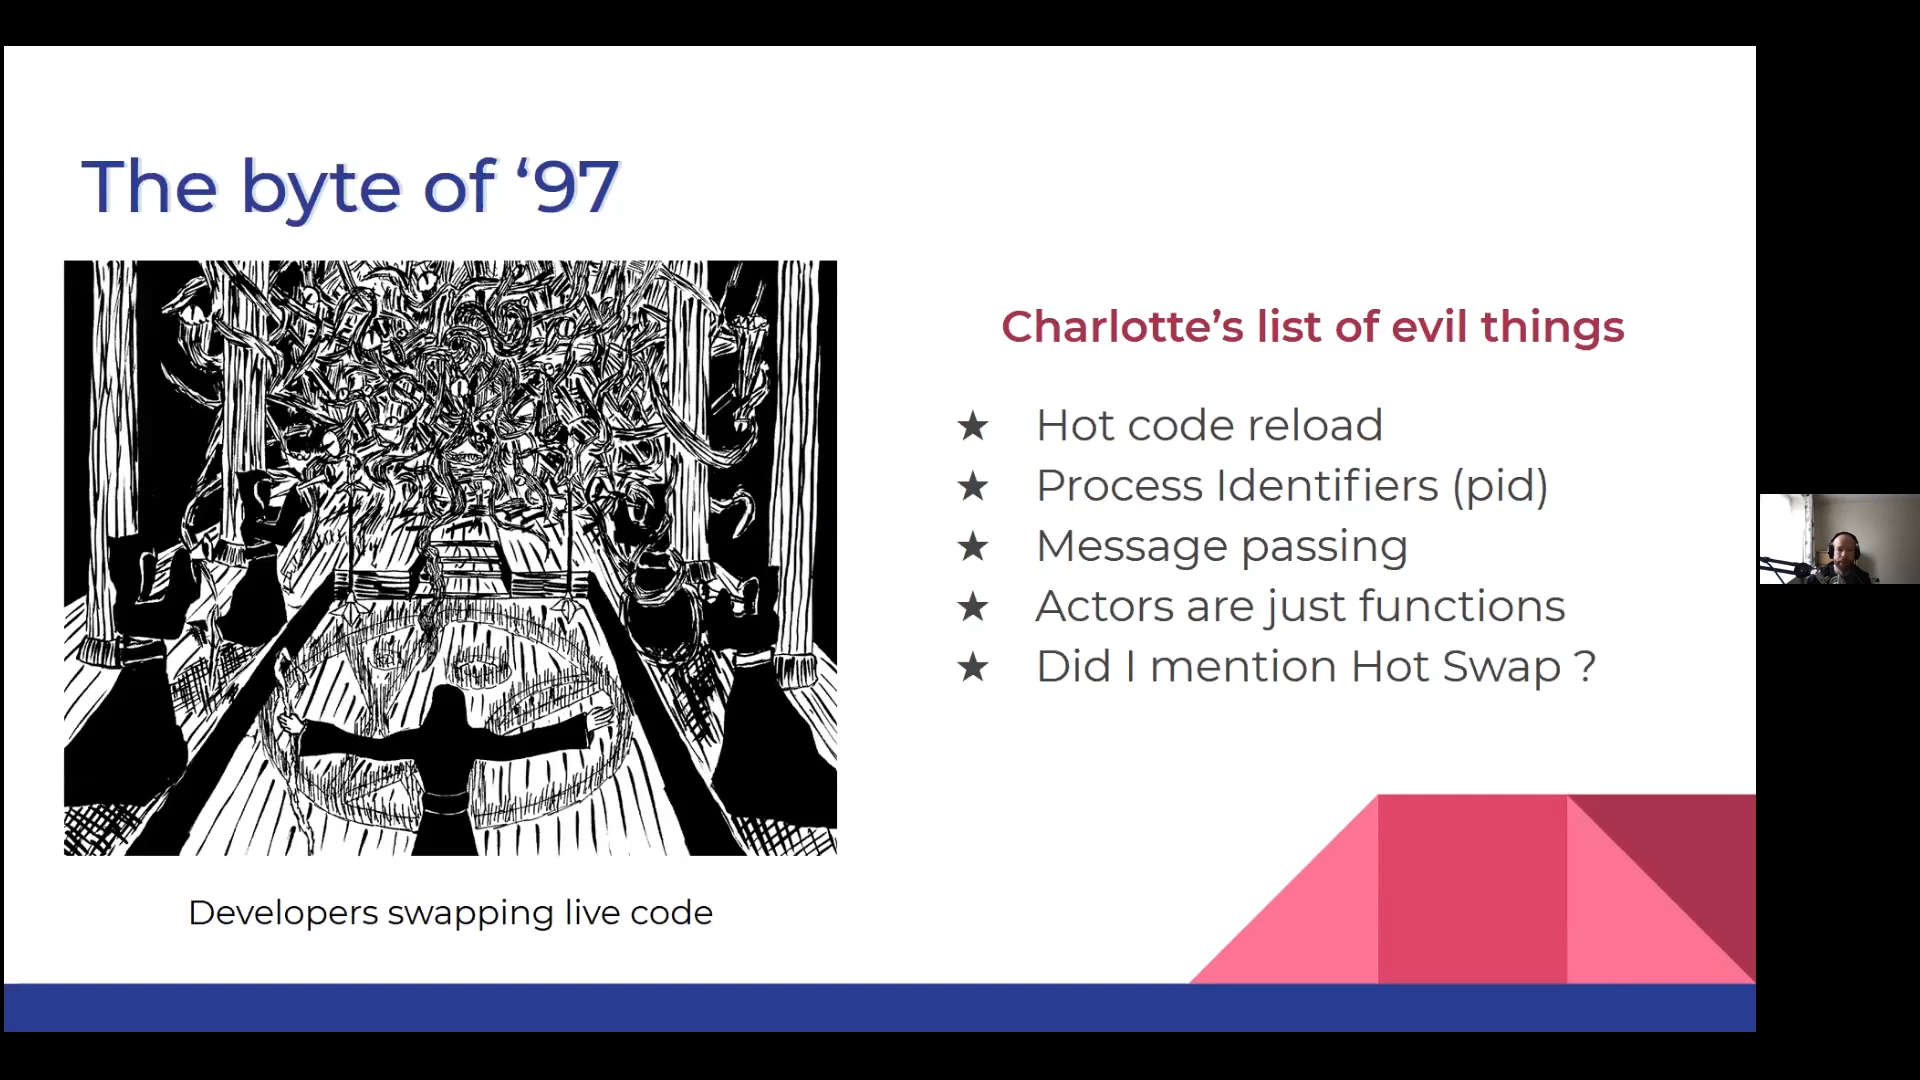 The byte of ‘97
Charlotte’s list of evil things
★ Hot code reload
★ Process Identifiers (pid)
★ Message passing
★ Actors are just functions
★ Did I mention Hot Swap ?
Developers swapping live code